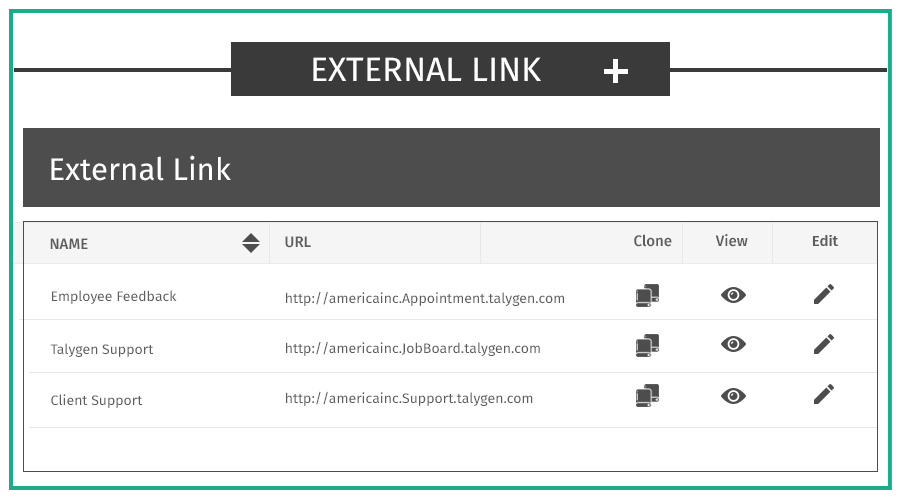 EXTERNAL LINK +
External Link
NAME URL Clone View Edit
Employee Feedback http://americainc.Appointment.talygen.com
Talygen Support http://americainc.JobBoard.talygen.com
Client Support http://americainc.Support.talygen.com